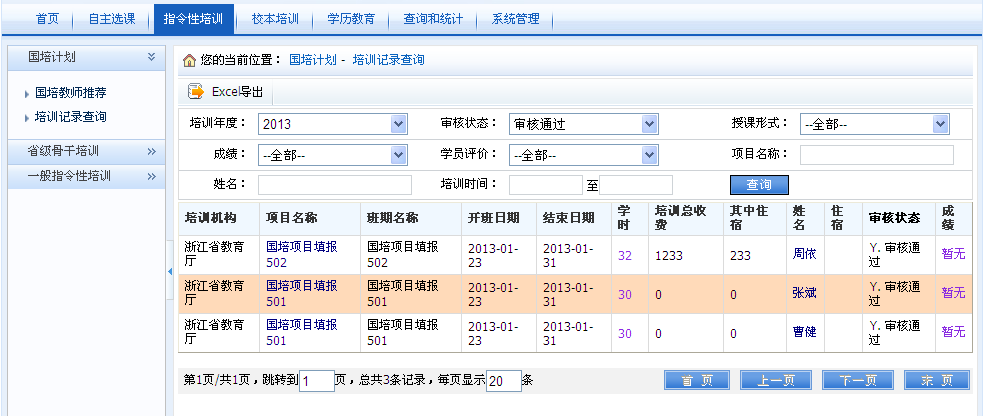 首页 自主选课 指令性培训 校本培训 学历教育 查询和统计 系统管理
国培计划
国培教师推荐
培训记录查询
省级骨干培训
一般指令性培训
您的当前位置： 国培计划 - 培训记录查询
Excel导出
培训年度： 2013 审核状态： 审核通过 授课形式： --全部--
成绩： --全部-- 学员评价： --全部-- 项目名称：
姓名： 培训时间： 至 查询
培训机构 项目名称 班期名称 开班日期 结束日期 学时 培训总收费 其中住宿 姓名 住宿 审核状态 成绩
浙江省教育厅 国培项目填报502 国培项目填报502 2013-01-23 2013-01-31 32 1233 233 周依 Y.审核通过 暂无
浙江省教育厅 国培项目填报501 国培项目填报501 2013-01-23 2013-01-31 30 0 0 张斌 Y.审核通过 暂无
浙江省教育厅 国培项目填报501 国培项目填报501 2013-01-23 2013-01-31 30 0 0 曹健 Y.审核通过 暂无
第1页/共1页，跳转到 1 页，总共3条记录，每页显示 20 条 首 页 上一页 下一页 末 页